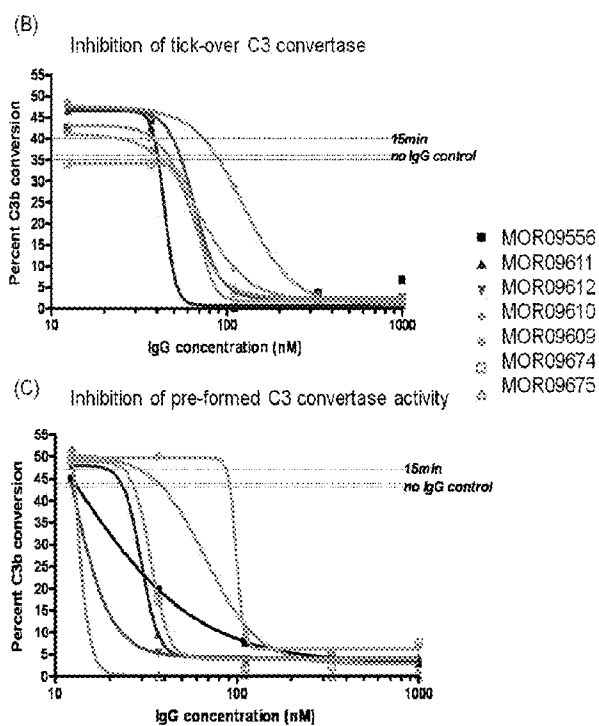 (B)
Inhibition of tick-over C3 convertase
Percent C3b conversion
55
50
45
40
35
30
25
20
15
10
5
0
15min
no IgG control
10
100
1000
IgG concentration (nM)
MOR09556
MOR09611
MOR09612
MOR09610
MOR09609
MOR09674
MOR09675
(C)
Inhibition of pre-formed C3 convertase activity
Percent C3b conversion
55
50
45
40
35
30
25
20
15
10
5
0
15min
no IgG control
10
100
1000
IgG concentration (nM)